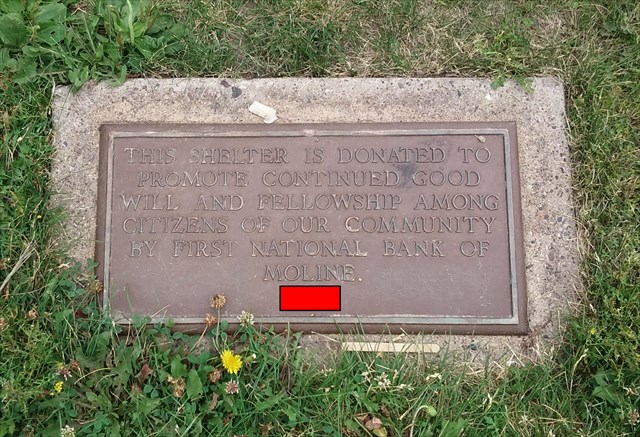 THIS SHELTER IS DONATED TO
PROMOTE CONTINUED GOOD
WILL AND FELLOWSHIP AMONG
CITIZENS OF OUR COMMUNITY
BY FIRST NATIONAL BANK OF
MOLINE.